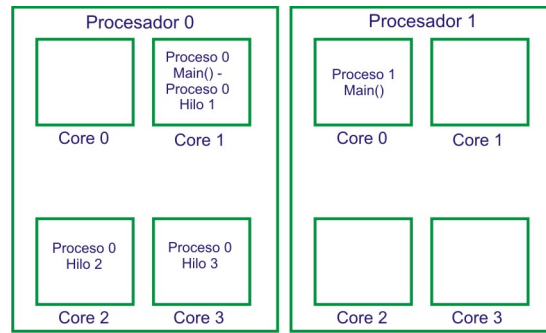 Procesador 0
Proceso 0
Main() -
Proceso 0
Hilo 1
Core 0
Core 1
Proceso 0
Hilo 2
Proceso 0
Hilo 3
Core 2
Core 3
Procesador 1
Proceso 1
Main()
Core 0
Core 1
Core 2
Core 3